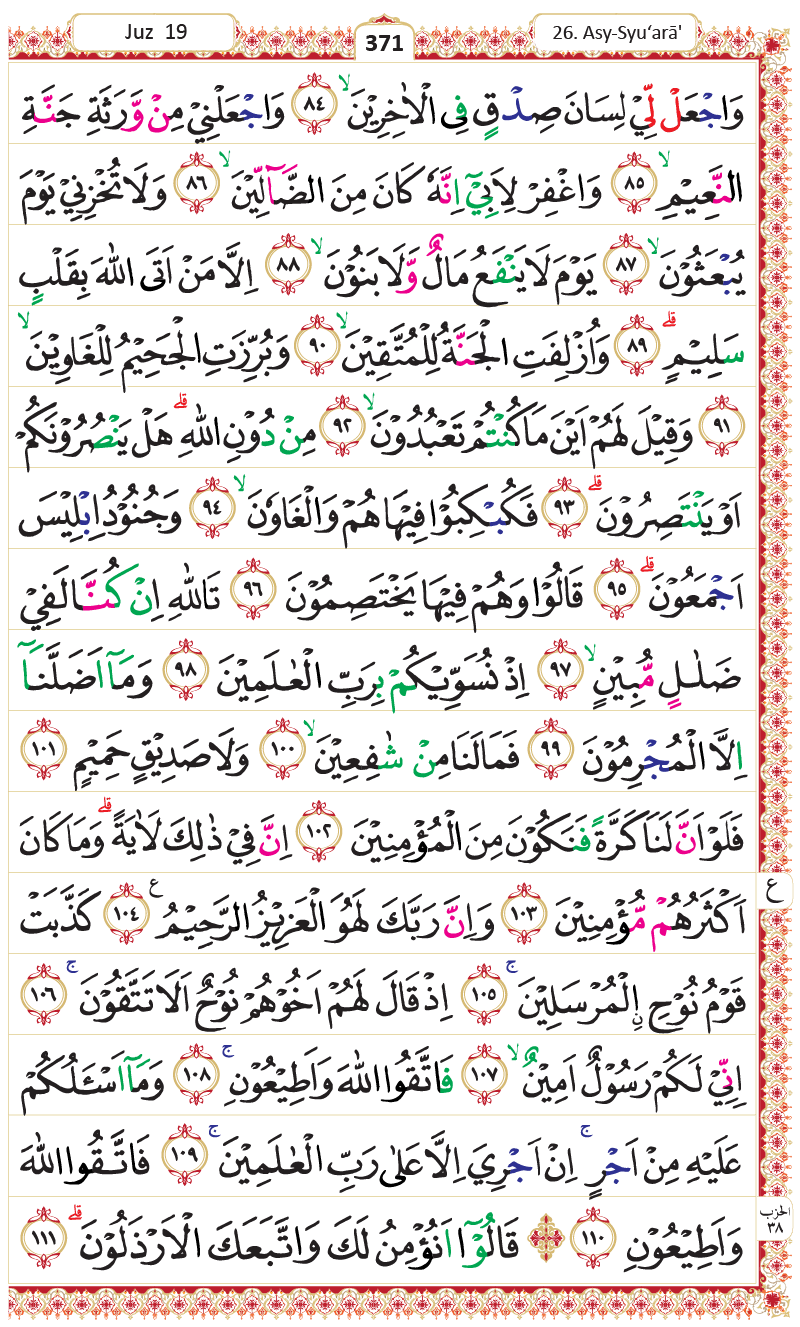 Juz 19
371
26. Asy-Syu‘arā'
وَاجْعَلْ لِّيْ لِسَانَ صِدْقٍ فِى الْاٰخِرِيْنَ ۙ ٨٤ وَاجْعَلْنِيْ مِنْ وَّرَثَةِ جَنَّةِ
النَّعِيْمِ ۙ ٨٥ وَاغْفِرْ لِاَبِيْٓ اِنَّهٗ كَانَ مِنَ الضَّاۤلِّيْنَ ۙ ٨٦ وَلَا تُخْزِنِيْ يَوْمَ
يُبْعَثُوْنَ ۙ ٨٧ يَوْمَ لَا يَنْفَعُ مَالٌ وَّلَا بَنُوْنَ ۙ ٨٨ اِلَّا مَنْ اَتَى اللّٰهَ بِقَلْبٍ
سَلِيْمٍ ۗ ٨٩ وَاُزْلِفَتِ الْجَنَّةُ لِلْمُتَّقِيْنَ ۙ ٩٠ وَبُرِّزَتِ الْجَحِيْمُ لِلْغَاوِيْنَ ۙ
٩١ وَقِيْلَ لَهُمْ اَيْنَ مَا كُنْتُمْ تَعْبُدُوْنَ ۙ ٩٢ مِنْ دُوْنِ اللّٰهِ ۗ هَلْ يَنْصُرُوْنَكُمْ
اَوْ يَنْتَصِرُوْنَ ۗ ٩٣ فَكُبْكِبُوْا فِيْهَا هُمْ وَالْغَاوٗنَ ۙ ٩٤ وَجُنُوْدُ اِبْلِيْسَ
اَجْمَعُوْنَ ۗ ٩٥ قَالُوْا وَهُمْ فِيْهَا يَخْتَصِمُوْنَ ٩٦ تَاللّٰهِ اِنْ كُنَّا لَفِيْ
ضَلٰلٍ مُّبِيْنٍ ۙ ٩٧ اِذْ نُسَوِّيْكُمْ بِرَبِّ الْعٰلَمِيْنَ ٩٨ وَمَآ اَضَلَّنَآ
اِلَّا الْمُجْرِمُوْنَ ٩٩ فَمَا لَنَا مِنْ شٰفِعِيْنَ ۙ ١٠٠ وَلَا صَدِيْقٍ حَمِيْمٍ ١٠١
فَلَوْ اَنَّ لَنَا كَرَّةً فَنَكُوْنَ مِنَ الْمُؤْمِنِيْنَ ١٠٢ اِنَّ فِيْ ذٰلِكَ لَاٰيَةً ۗ وَمَا كَانَ
اَكْثَرُهُمْ مُّؤْمِنِيْنَ ١٠٣ وَاِنَّ رَبَّكَ لَهُوَ الْعَزِيْزُ الرَّحِيْمُ ࣖ ١٠٤ كَذَّبَتْ
ع
قَوْمُ نُوْحِ ِۨالْمُرْسَلِيْنَ ۚ ١٠٥ اِذْ قَالَ لَهُمْ اَخُوْهُمْ نُوْحٌ اَلَا تَتَّقُوْنَ ۚ ١٠٦
اِنِّيْ لَكُمْ رَسُوْلٌ اَمِيْنٌ ۙ ١٠٧ فَاتَّقُوا اللّٰهَ وَاَطِيْعُوْنِ ۚ ١٠٨ وَمَآ اَسْـَٔلُكُمْ
عَلَيْهِ مِنْ اَجْرٍ ۚ اِنْ اَجْرِيَ اِلَّا عَلٰى رَبِّ الْعٰلَمِيْنَ ۚ ١٠٩ فَاتَّقُوا اللّٰهَ
وَاَطِيْعُوْنِ ١١٠ ۞ قَالُوْٓا اَنُؤْمِنُ لَكَ وَاتَّبَعَكَ الْاَرْذَلُوْنَ ۗ ١١١
الحزب
٣٨